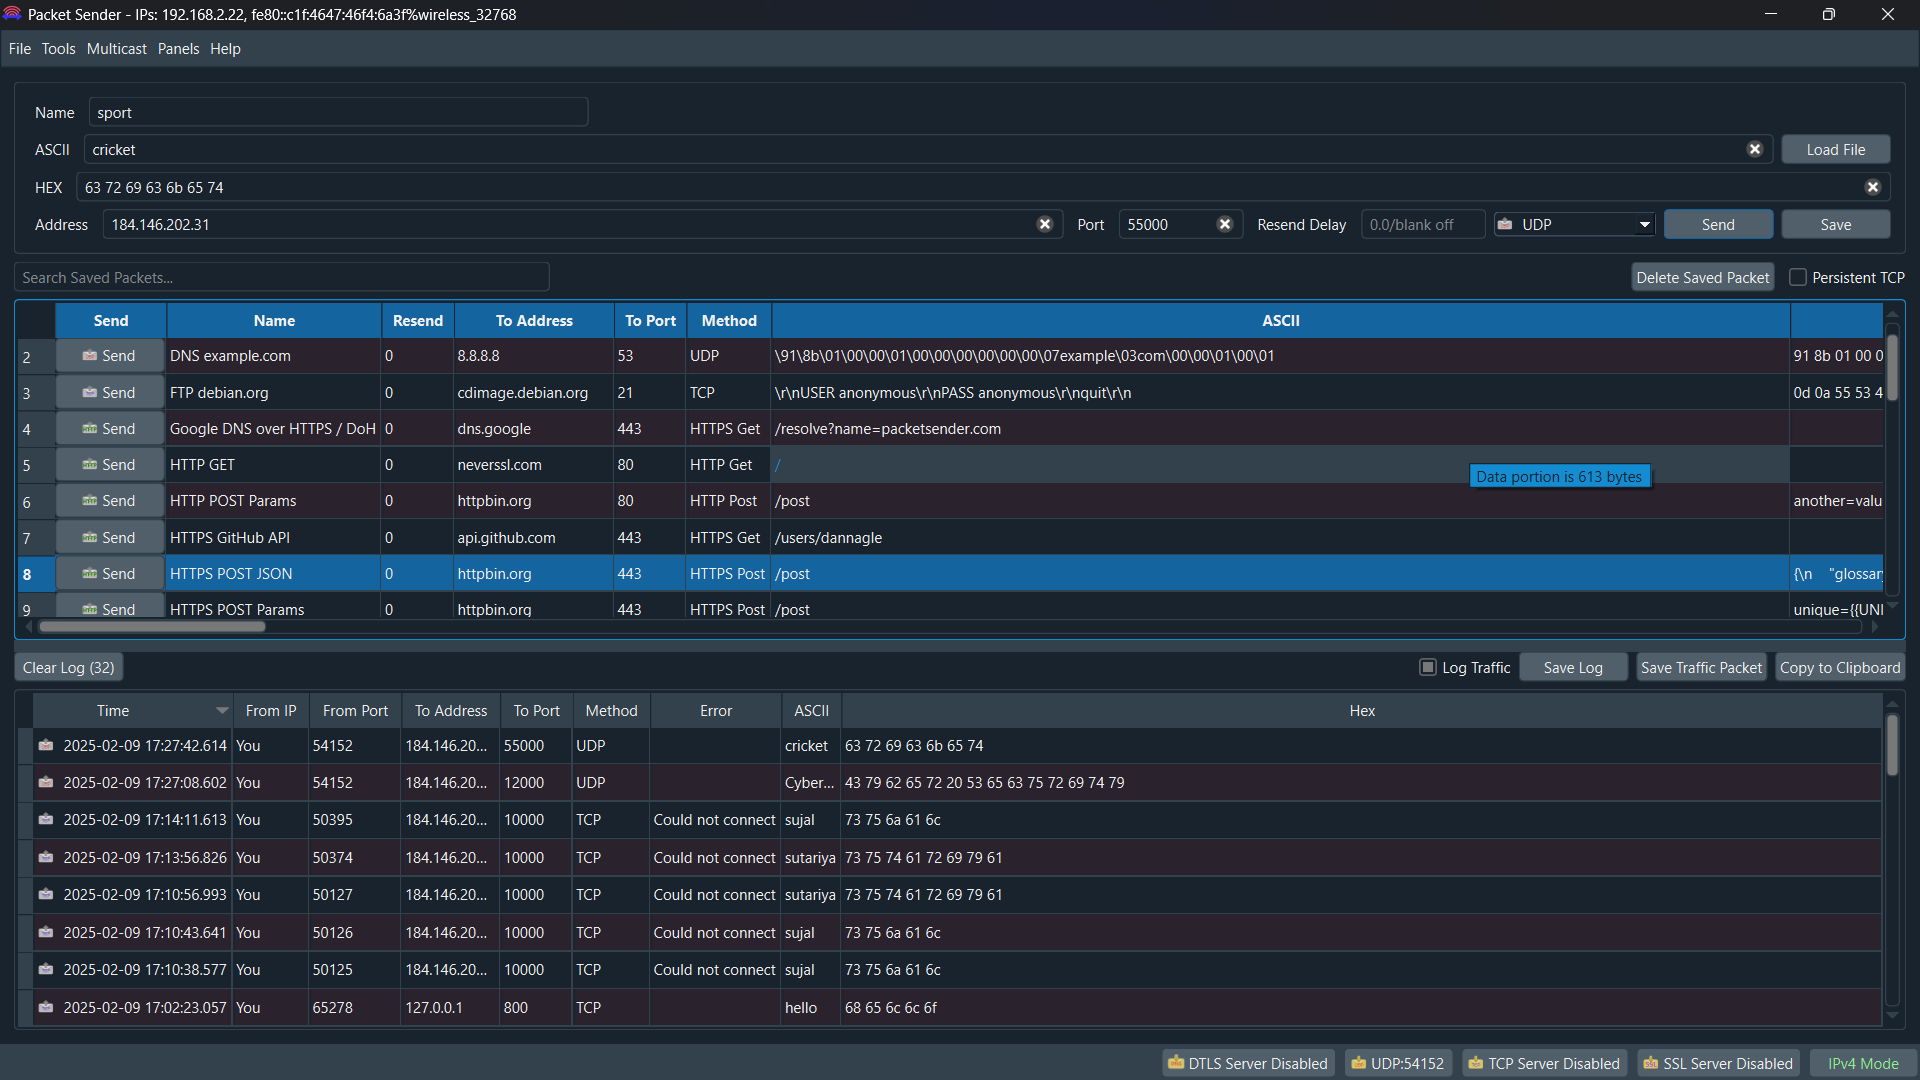 Packet Sender - IPs: 192.168.2.22, fe80::c1f:4647:46f4:6a3f%wireless_32768
File Tools Multicast Panels Help
Name sport
ASCII cricket Load File
HEX 63 72 69 63 6b 65 74
Address 184.146.202.31 Port 55000 Resend Delay 0.0/blank off UDP Send Save
Search Saved Packets... Delete Saved Packet Persistent TCP
Send Name Resend To Address To Port Method ASCII
2 Send DNS example.com 0 8.8.8.8 53 UDP \91\8b\01\00\00\01\00\00\00\00\00\00\07example\03com\00\00\01\00\01 91 8b 01 00 0
3 Send FTP debian.org 0 cdimage.debian.org 21 TCP \r\nUSER anonymous\r\nPASS anonymous\r\nquit\r\n 0d 0a 55 53 4
4 Send Google DNS over HTTPS / DoH 0 dns.google 443 HTTPS Get /resolve?name=packetsender.com
5 Send HTTP GET 0 neverssl.com 80 HTTP Get /
Data portion is 613 bytes
6 Send HTTP POST Params 0 httpbin.org 80 HTTP Post /post another=valu
7 Send HTTPS GitHub API 0 api.github.com 443 HTTPS Get /users/dannagle
8 Send HTTPS POST JSON 0 httpbin.org 443 HTTPS Post /post {\n "glossar
9 Send HTTPS POST Params 0 httpbin.org 443 HTTPS Post /post unique={{UNI
Clear Log (32) Log Traffic Save Log Save Traffic Packet Copy to Clipboard
Time From IP From Port To Address To Port Method Error ASCII Hex
2025-02-09 17:27:42.614 You 54152 184.146.20... 55000 UDP cricket 63 72 69 63 6b 65 74
2025-02-09 17:27:08.602 You 54152 184.146.20... 12000 UDP Cyber... 43 79 62 65 72 20 53 65 63 75 72 69 74 79
2025-02-09 17:14:11.613 You 50395 184.146.20... 10000 TCP Could not connect sujal 73 75 6a 61 6c
2025-02-09 17:13:56.826 You 50374 184.146.20... 10000 TCP Could not connect sutariya 73 75 74 61 72 69 79 61
2025-02-09 17:10:56.993 You 50127 184.146.20... 10000 TCP Could not connect sutariya 73 75 74 61 72 69 79 61
2025-02-09 17:10:43.641 You 50126 184.146.20... 10000 TCP Could not connect sujal 73 75 6a 61 6c
2025-02-09 17:10:38.577 You 50125 184.146.20... 10000 TCP Could not connect sujal 73 75 6a 61 6c
2025-02-09 17:02:23.057 You 65278 127.0.0.1 800 TCP hello 68 65 6c 6c 6f
DTLS Server Disabled UDP:54152 TCP Server Disabled SSL Server Disabled IPv4 Mode